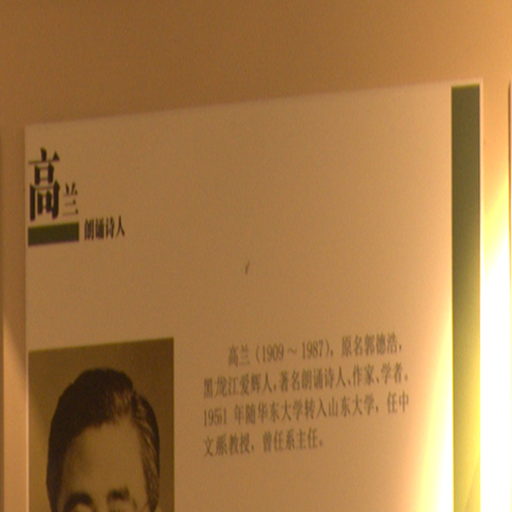 高兰
朗诵诗人
高兰（1909～1987），原名郭德浩，
黑龙江爱辉人，著名朗诵诗人、作家、学者。
1951 年随华东大学转入山东大学，任中
文系教授，曾任系主任。